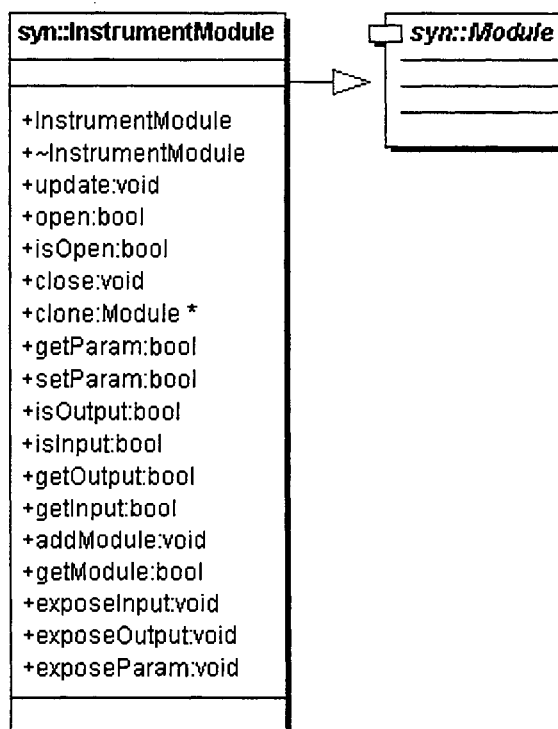 syn::InstrumentModule
syn::Module
+InstrumentModule
+~InstrumentModule
+update:void
+open:bool
+isOpen:bool
+close:void
+clone:Module *
+getParam:bool
+setParam:bool
+isOutput:bool
+isInput:bool
+getOutput:bool
+getInput:bool
+addModule:void
+getModule:bool
+exposeInput:void
+exposeOutput:void
+exposeParam:void